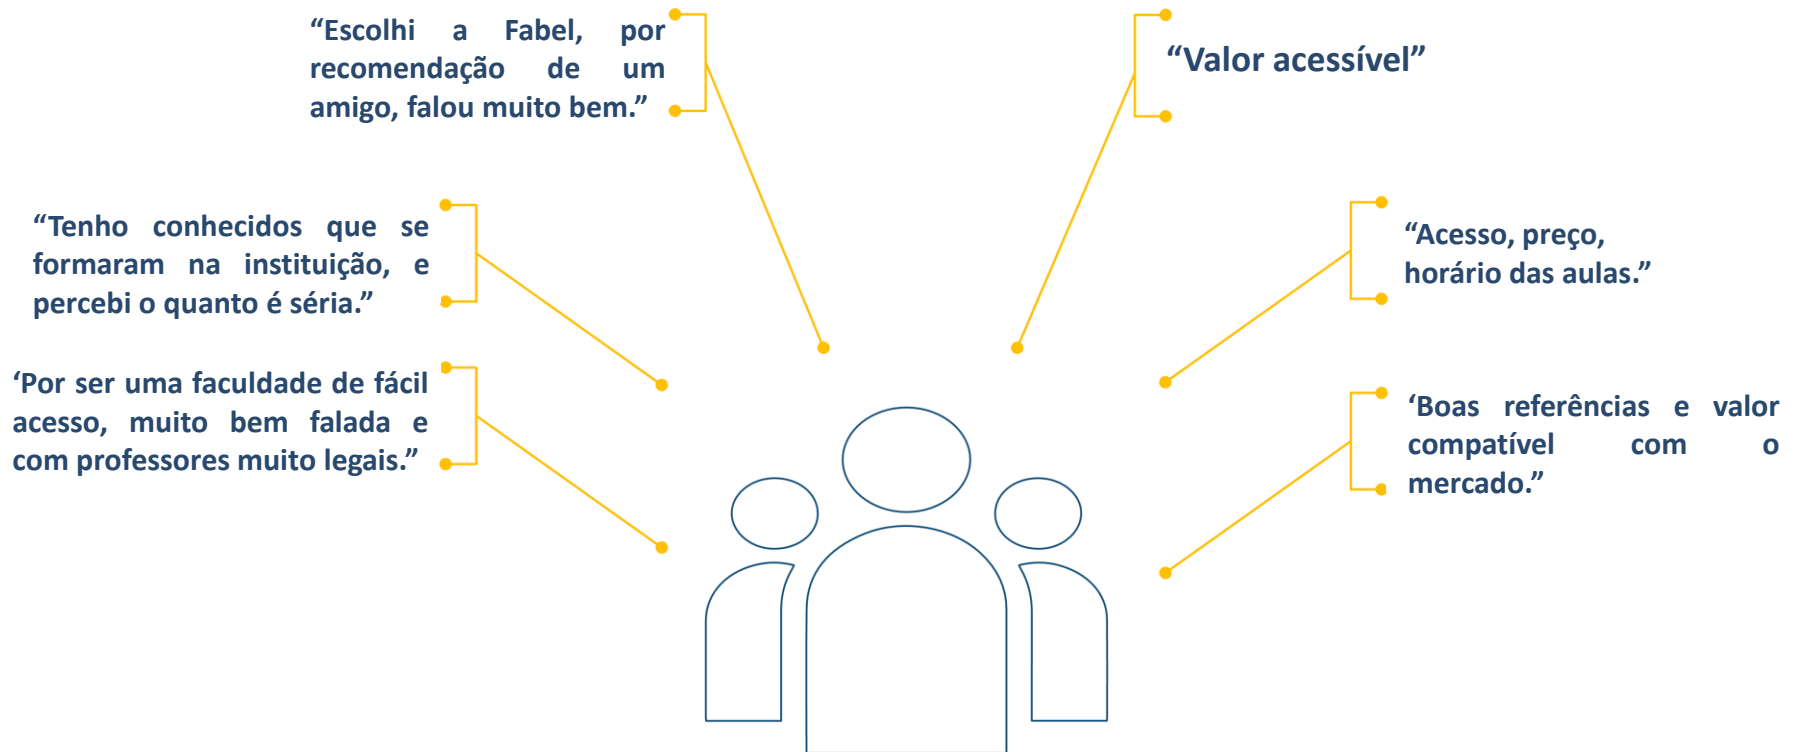 “Escolhi a Fabel, por
recomendação de um
amigo, falou muito bem.”
“Valor acessível”
“Tenho conhecidos que se
formaram na instituição, e
percebi o quanto é séria.”
“Acesso, preço,
horário das aulas.”
‘Por ser uma faculdade de fácil
acesso, muito bem falada e
com professores muito legais.”
‘Boas referências e valor
compatível com o
mercado.”